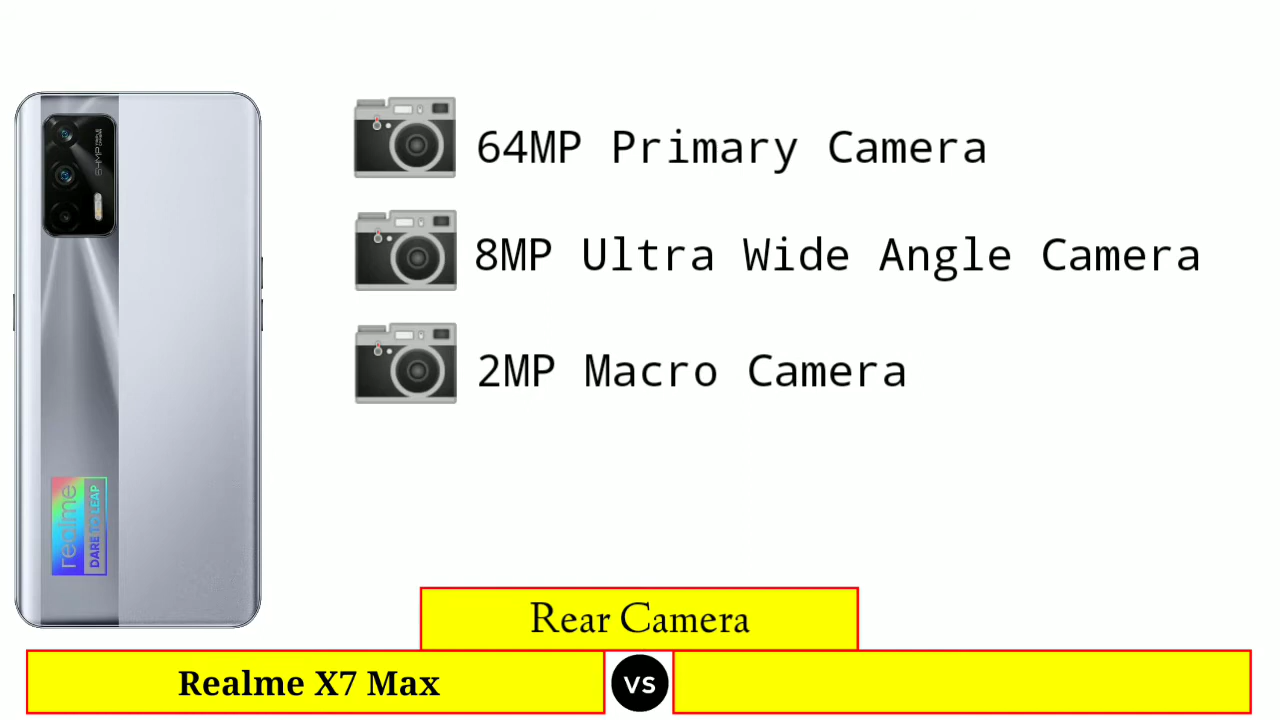 64MP Primary Camera
8MP Ultra Wide Angle Camera
2MP Macro Camera
64MP
realme
DARE TO LEAP
Rear Camera
Realme X7 Max
VS